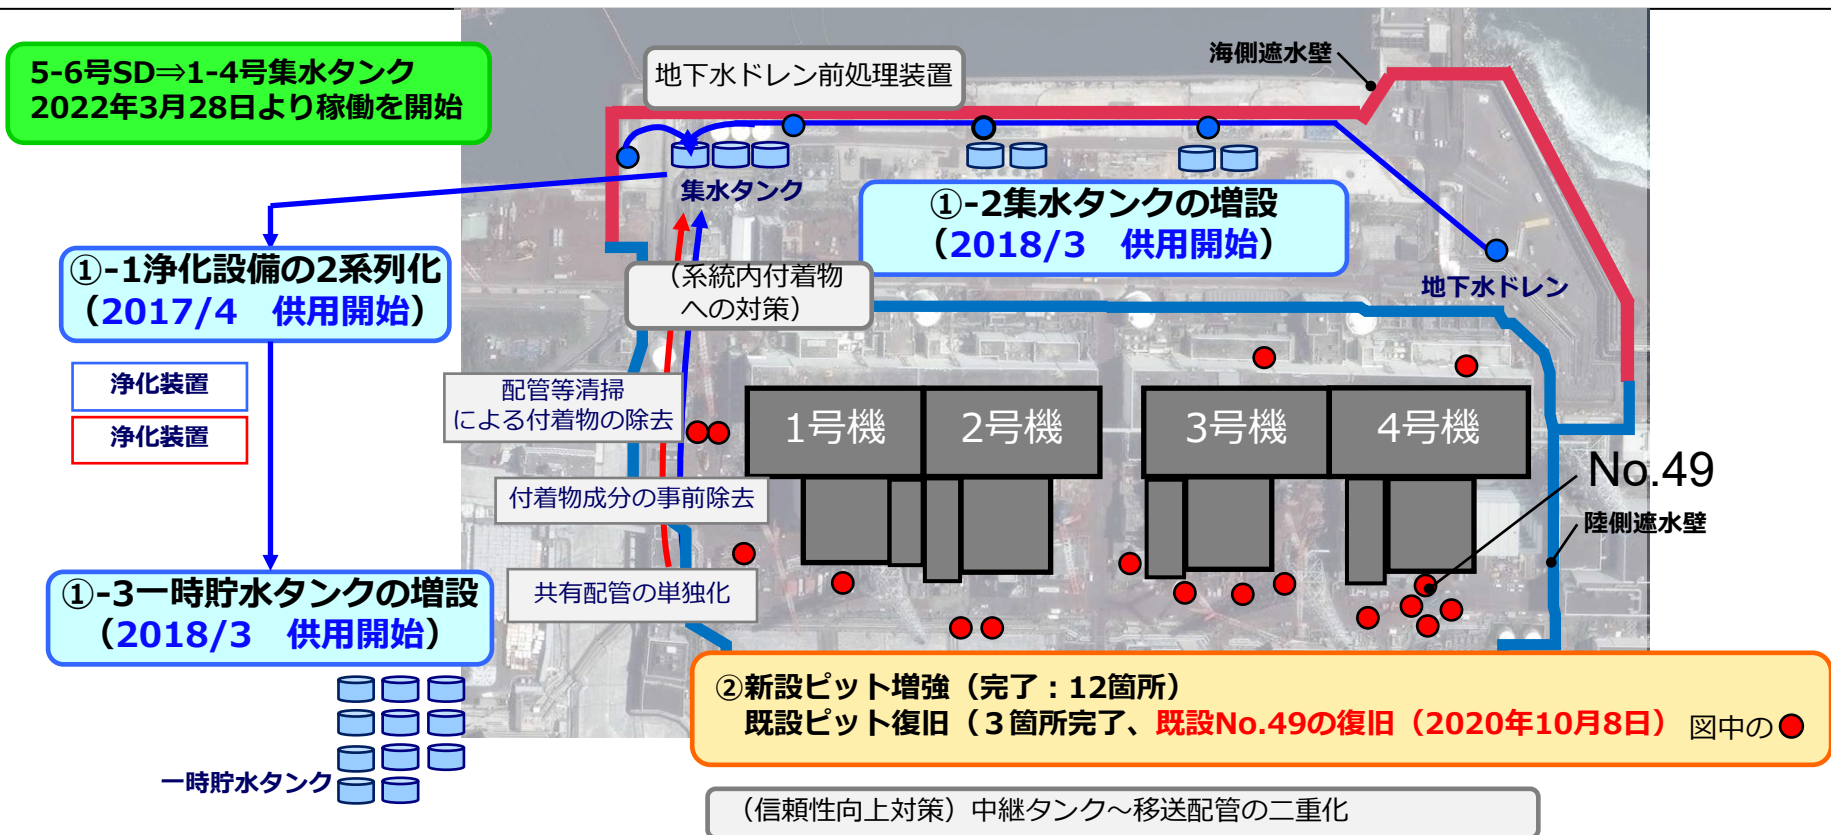 5-6号SD⇒1-4号集水タンク
2022年3月28日より稼働を開始
地下水ドレン前処理装置
海側遮水壁
集水タンク
①-2集水タンクの増設
（2018/3　供用開始）
地下水ドレン
①-1浄化設備の2系列化
（2017/4　供用開始）
（系統内付着物
への対策）
浄化装置
浄化装置
配管等清掃
による付着物の除去
1号機
2号機
3号機
4号機
No.49
付着物成分の事前除去
陸側遮水壁
共有配管の単独化
①-3一時貯水タンクの増設
（2018/3　供用開始）
一時貯水タンク
②新設ピット増強（完了：12箇所）
既設ピット復旧（３箇所完了、既設No.49の復旧（2020年10月8日） 図中の
（信頼性向上対策）中継タンク～移送配管の二重化